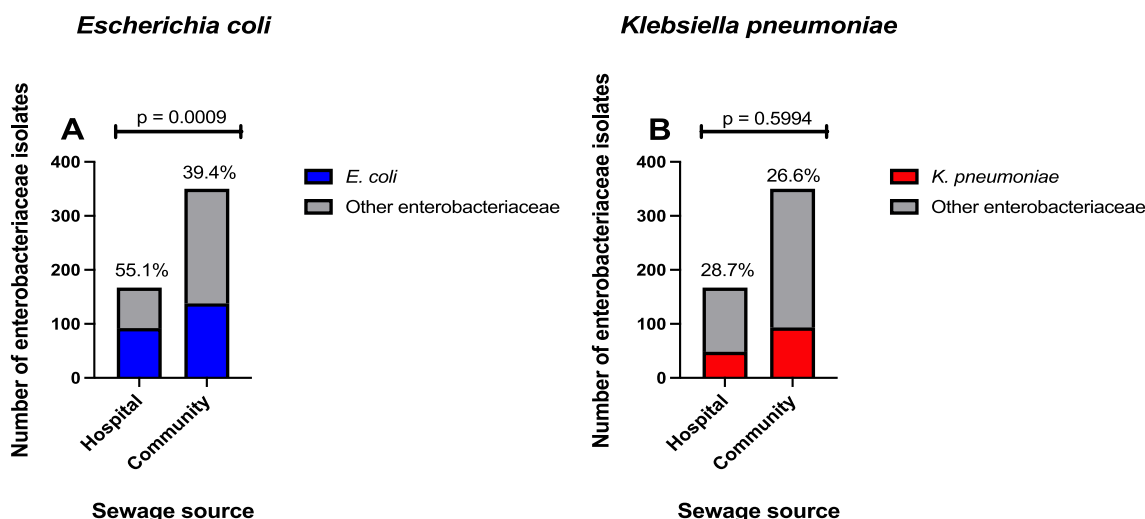 Escherichia coli
Number of enterobacteriaceae isolates
A
p = 0.0009
400
300
200
100
0
55.1%
39.4%
Hospital
Community
Sewage source
E. coli
Other enterobacteriaceae
Klebsiella pneumoniae
Number of enterobacteriaceae isolates
B
p = 0.5994
400
300
200
100
0
28.7%
26.6%
Hospital
Community
Sewage source
K. pneumoniae
Other enterobacteriaceae